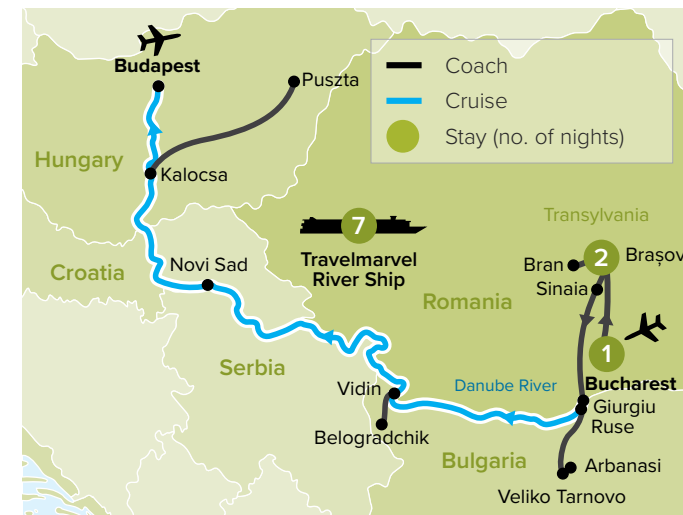 Budapest
Puszta
Coach
Cruise
Stay (no. of nights)
Hungary
Kalocsa
Transylvania
7
Travelmarvel
River Ship
2
Brașov
Bran
Sinaia
Croatia
Novi Sad
Romania
Serbia
1
Bucharest
Vidin
Danube River
Giurgiu
Ruse
Belogradchik
Bulgaria
Arbanasi
Veliko Tarnovo